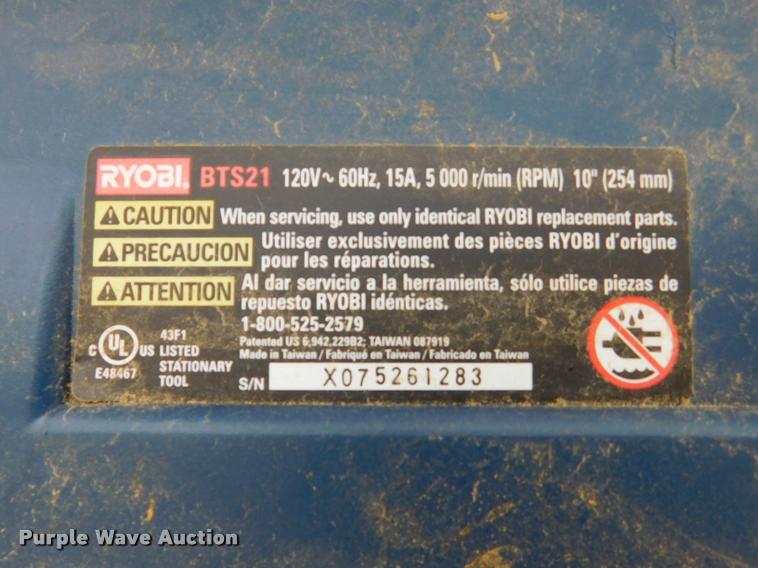 RYOBI. BTS21 120V~ 60Hz, 15A, 5 000 r/min (RPM) 10" (254 mm)
CAUTION When servicing, use only identical RYOBI replacement parts.
PRECAUCION Utiliser exclusivement des pièces RYOBI d'origine
pour les réparations.
ATTENTION Al dar servicio a la herramienta, sólo utilice piezas de
repuesto RYOBI idénticas.
1-800-525-2579
Patented US 6,942,229B2; TAIWAN 087919
Made in Taiwan / Fabriqué en Taiwan / Fabricado en Taiwan
C UL US
E48467
43F1
LISTED
STATIONARY
TOOL
S/N X075261283
Purple Wave Auction